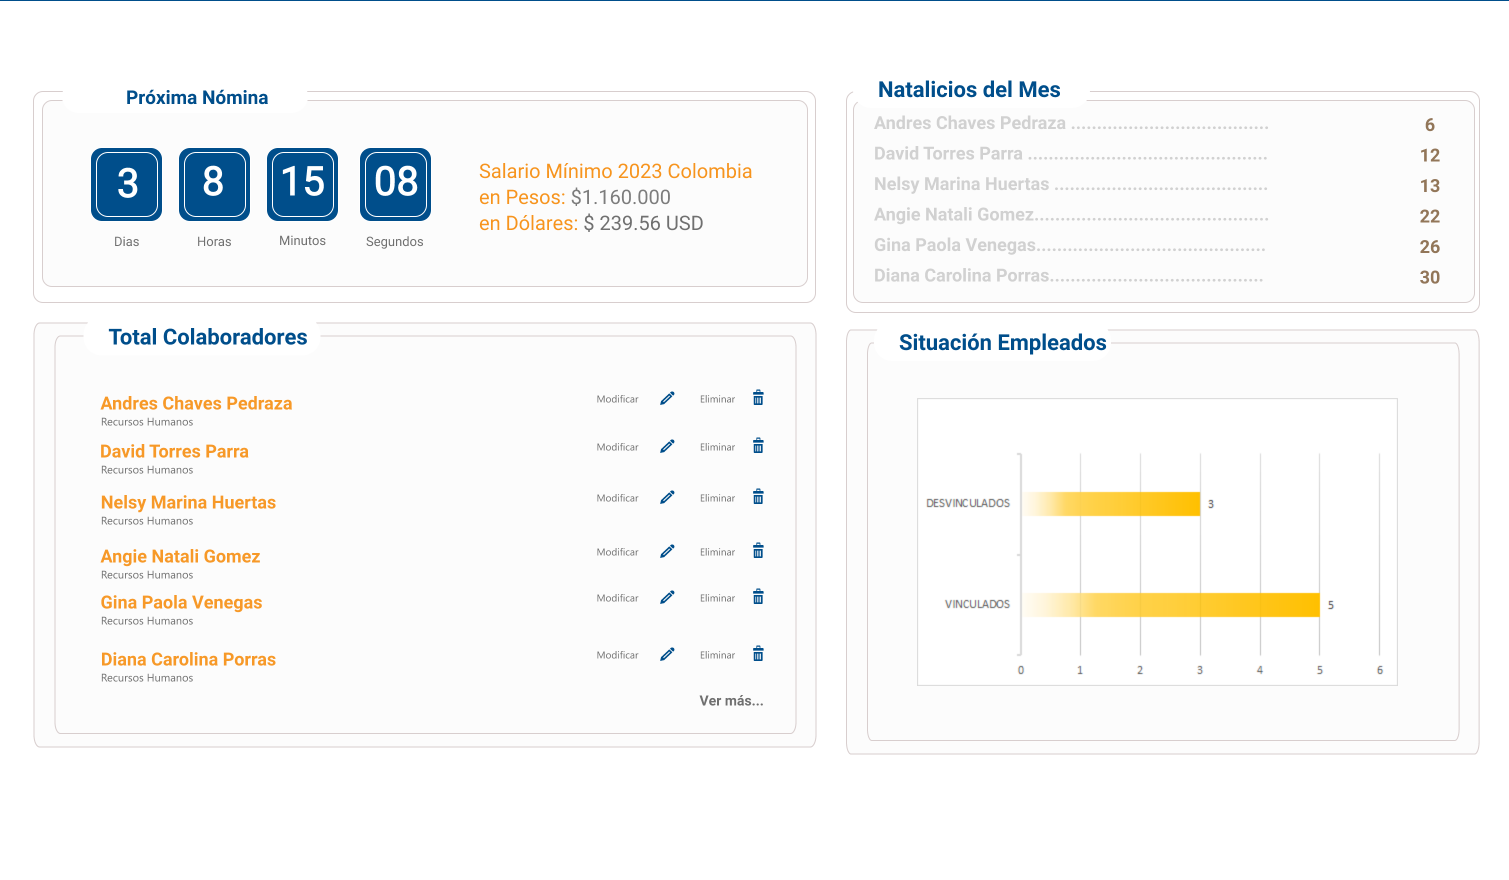 Próxima Nómina
3 8 15 08
Dias Horas Minutos Segundos
Salario Mínimo 2023 Colombia
en Pesos: $1.160.000
en Dólares: $ 239.56 USD
Natalicios del Mes
Andres Chaves Pedraza ...................................... 6
David Torres Parra .............................................. 12
Nelsy Marina Huertas ......................................... 13
Angie Natali Gomez............................................. 22
Gina Paola Venegas............................................ 26
Diana Carolina Porras......................................... 30
Total Colaboradores
Andres Chaves Pedraza
Recursos Humanos
Modificar Eliminar
David Torres Parra
Recursos Humanos
Modificar Eliminar
Nelsy Marina Huertas
Recursos Humanos
Modificar Eliminar
Angie Natali Gomez
Recursos Humanos
Modificar Eliminar
Gina Paola Venegas
Recursos Humanos
Modificar Eliminar
Diana Carolina Porras
Recursos Humanos
Modificar Eliminar
Ver más...
Situación Empleados
DESVINCULADOS 3
VINCULADOS 5
0 1 2 3 4 5 6